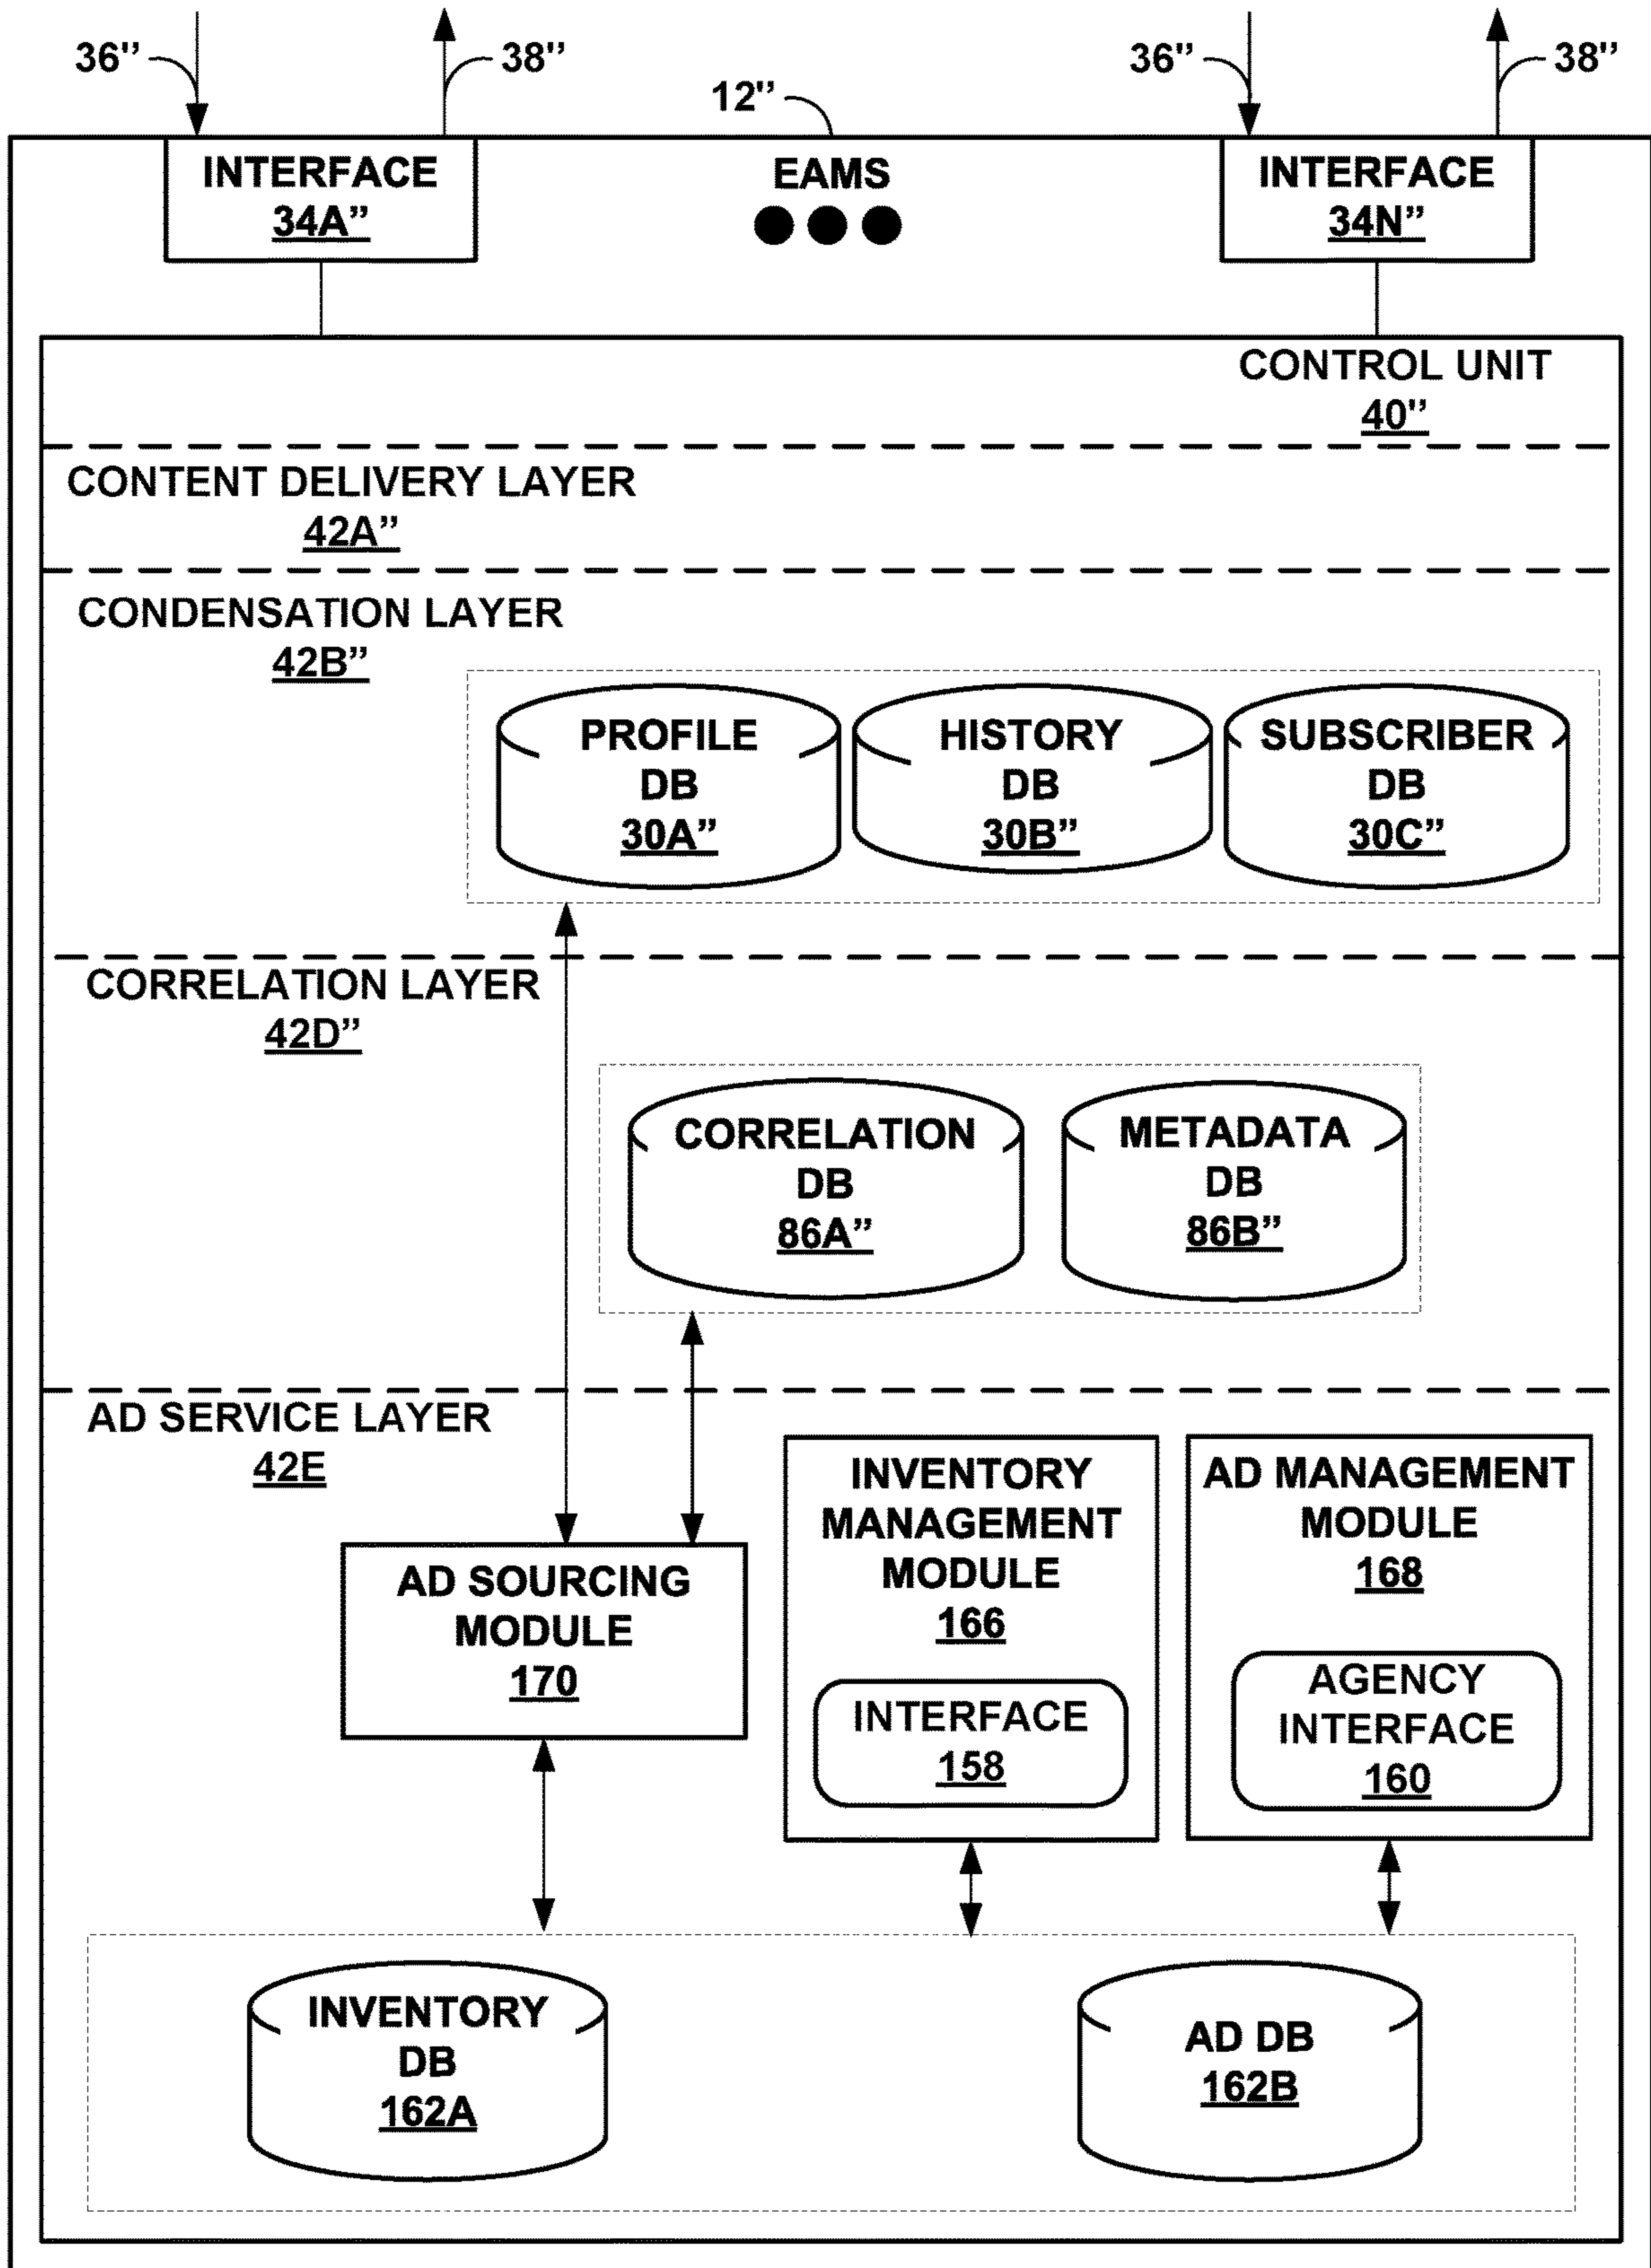 36''
38''
12''
36''
38''
INTERFACE
34A”
EAMS
INTERFACE
34N”
CONTROL UNIT
40''
CONTENT DELIVERY LAYER
42A”
CONDENSATION LAYER
42B”
PROFILE
DB
30A”
HISTORY
DB
30B”
SUBSCRIBER
DB
30C”
CORRELATION LAYER
42D”
CORRELATION
DB
86A”
METADATA
DB
86B”
AD SERVICE LAYER
42E
AD SOURCING
MODULE
170
INVENTORY
MANAGEMENT
MODULE
166
INTERFACE
158
AD MANAGEMENT
MODULE
168
AGENCY
INTERFACE
160
INVENTORY
DB
162A
AD DB
162B